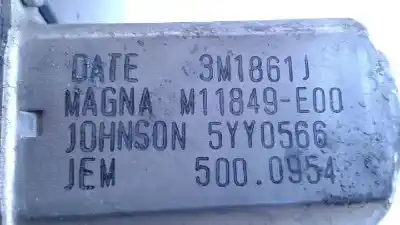 DATE 3M1861J
MAGNA M11849-E00
JOHNSON 5YY0566
JEM 500.0954